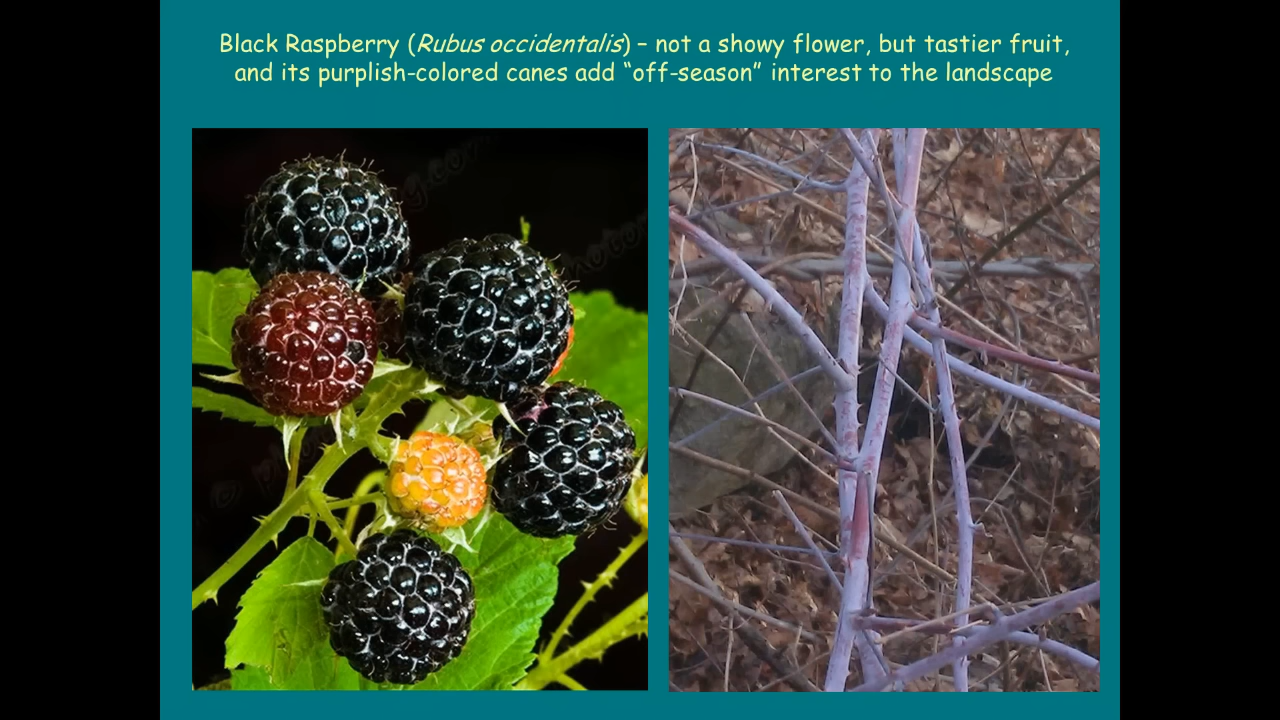 Black Raspberry (Rubus occidentalis) – not a showy flower, but tastier fruit,
and its purplish-colored canes add “off-season” interest to the landscape